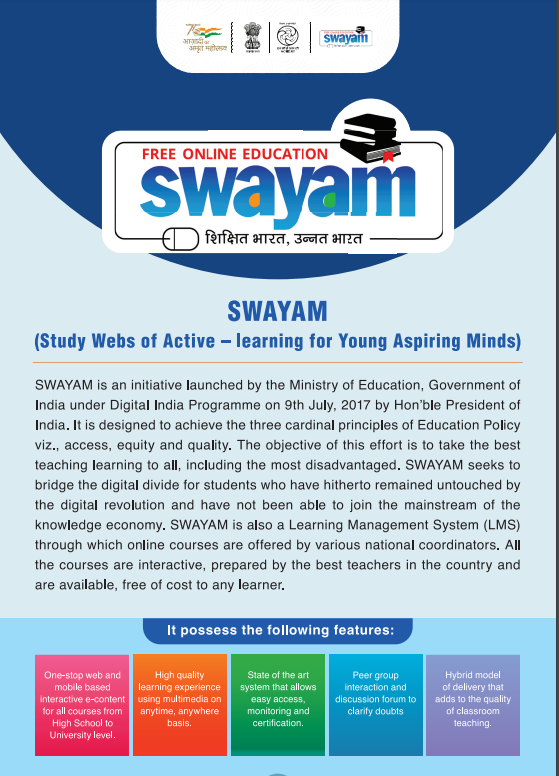 आज़ादी का
अमृत महोत्सव
swayam
FREE ONLINE EDUCATION
swayam
शिक्षित भारत, उन्नत भारत
SWAYAM
(Study Webs of Active – learning for Young Aspiring Minds)
SWAYAM is an initiative launched by the Ministry of Education, Government of
India under Digital India Programme on 9th July, 2017 by Hon'ble President of
India. It is designed to achieve the three cardinal principles of Education Policy
viz., access, equity and quality. The objective of this effort is to take the best
teaching learning to all, including the most disadvantaged. SWAYAM seeks to
bridge the digital divide for students who have hitherto remained untouched by
the digital revolution and have not been able to join the mainstream of the
knowledge economy. SWAYAM is also a Learning Management System (LMS)
through which online courses are offered by various national coordinators. All
the courses are interactive, prepared by the best teachers in the country and
are available, free of cost to any learner.
It possess the following features:
One-stop web and
mobile based
interactive e-content
for all courses from
High School to
University level.
High quality
learning experience
using multimedia on
anytime, anywhere
basis.
State of the art
system that allows
easy access,
monitoring and
certification.
Peer group
interaction and
discussion forum to
clarify doubts
Hybrid model
of delivery that
adds to the quality
of classroom
teaching.